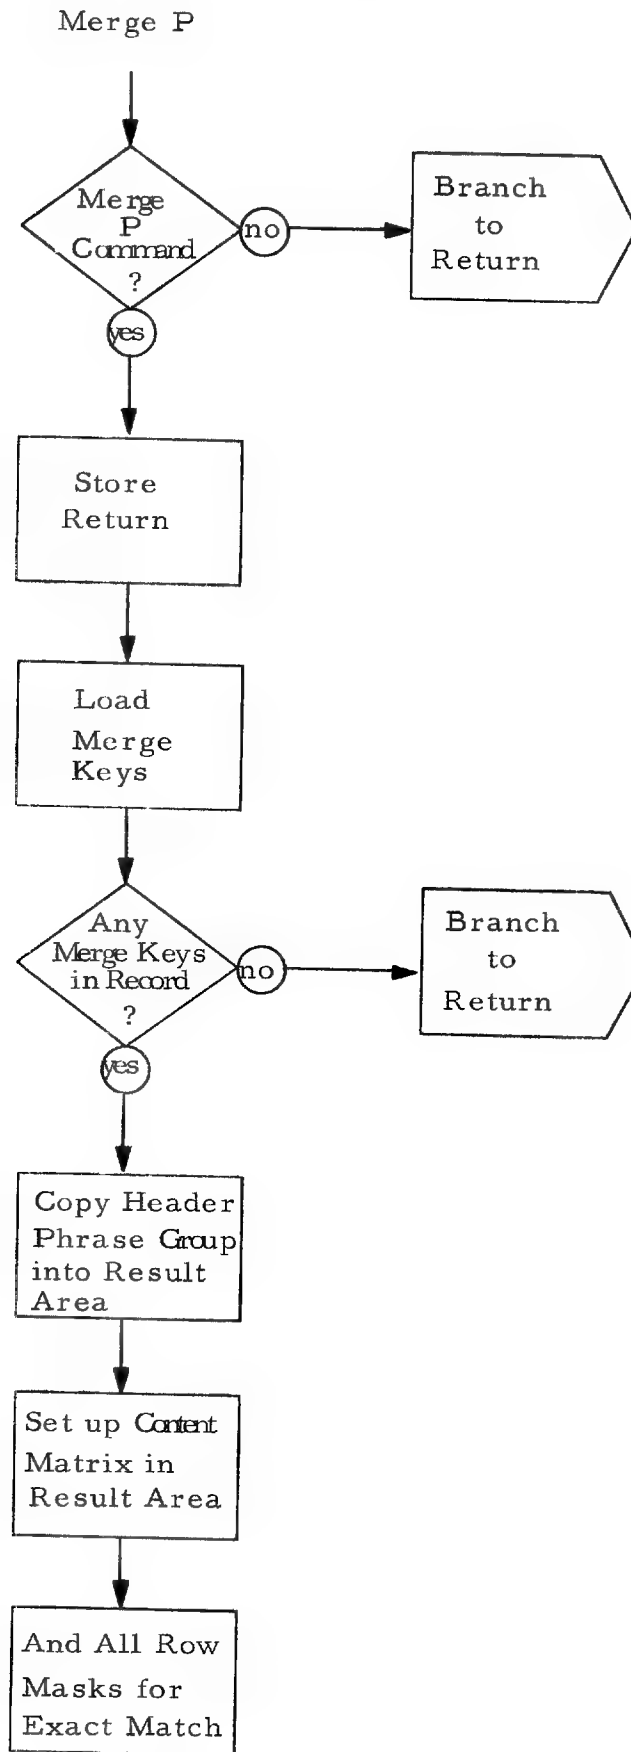 Merge P
Merge
P
Command
?
no
Branch
to
Return
yes
Store
Return
Load
Merge
Keys
Any
Merge Keys
in Record
?
no
Branch
to
Return
yes
Copy Header
Phrase Group
into Result
Area
Set up Content
Matrix in
Result Area
And All Row
Masks for
Exact Match